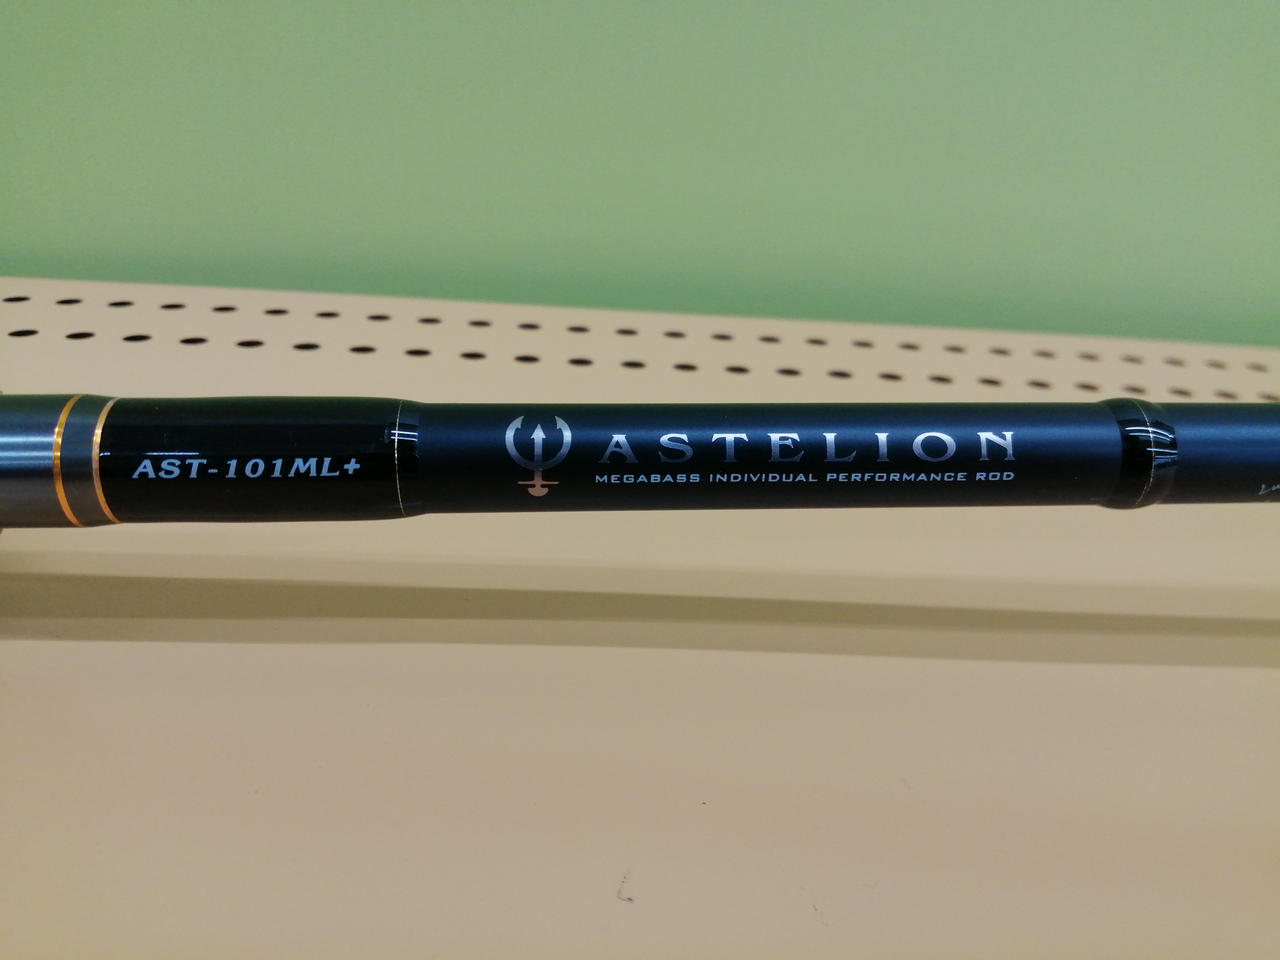 AST-101ML+
ASTELION
MEGABASS INDIVIDUAL PERFORMANCE ROD